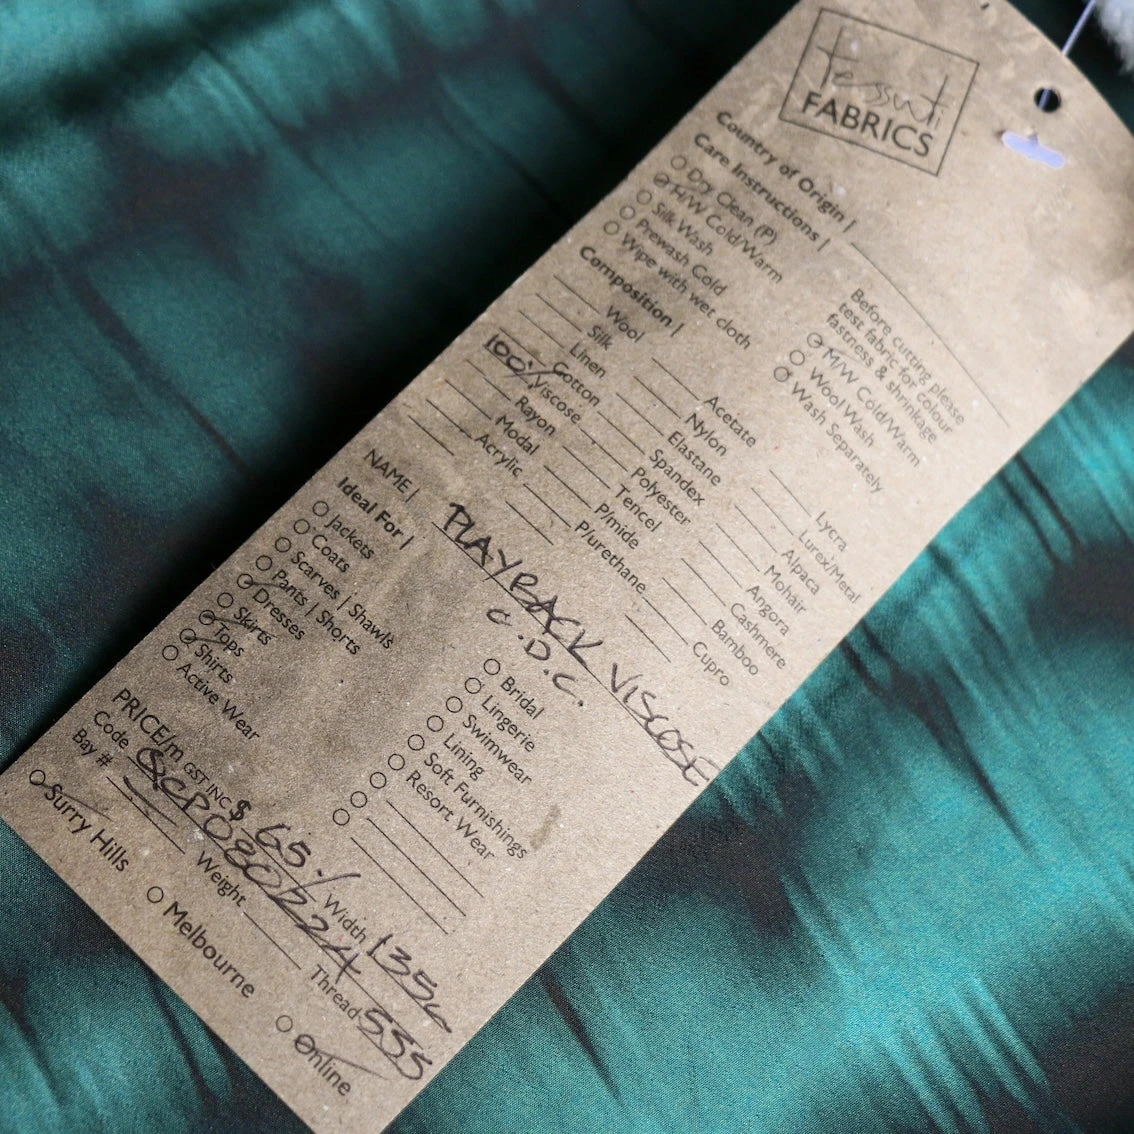 tessuti
FABRICS
Country of Origin |
Care Instructions |
Dry Clean (P)
H/W Cold/Warm
Silk Wash
Prewash Cold
Wipe with wet cloth
Before cutting please
test fabric for colour
fastness & shrinkage
M/W Cold/Warm
Wool Wash
Wash Separately
Composition |
Wool
Silk
Linen
Cotton
100% Viscose
Rayon
Modal
Acrylic
Acetate
Nylon
Elastane
Spandex
Polyester
Tencel
P/mide
P/urethane
Lycra
Lurex/Metal
Alpaca
Mohair
Angora
Cashmere
Bamboo
Cupro
NAME | PLAYBACK VISCOSE
C.D.C.
Ideal For |
Jackets
Coats
Scarves | Shawls
Pants | Shorts
Dresses
Skirts
Tops
Shirts
Active Wear
Bridal
Lingerie
Swimwear
Lining
Soft Furnishings
Resort Wear
PRICE/m GST INC $ 65 Width 135
Code Thread 555
Bay # Weight
Surry Hills
Melbourne
Online